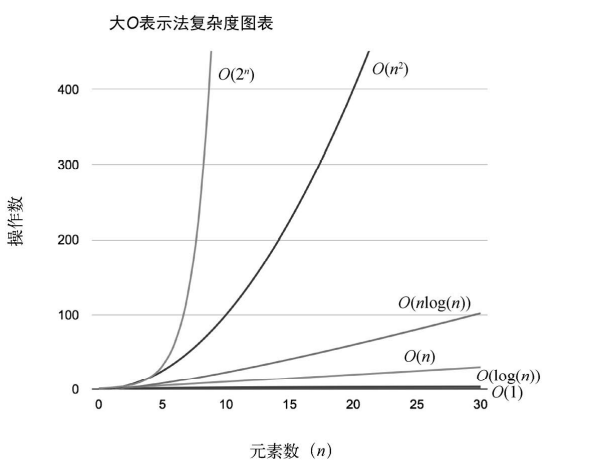 大O表示法复杂度图表
O(2ⁿ)
O(n²)
400
300
200
100
0
操作数
O(nlog(n))
O(n)
O(log(n))
O(1)
0 5 10 15 20 25 30
元素数（n）